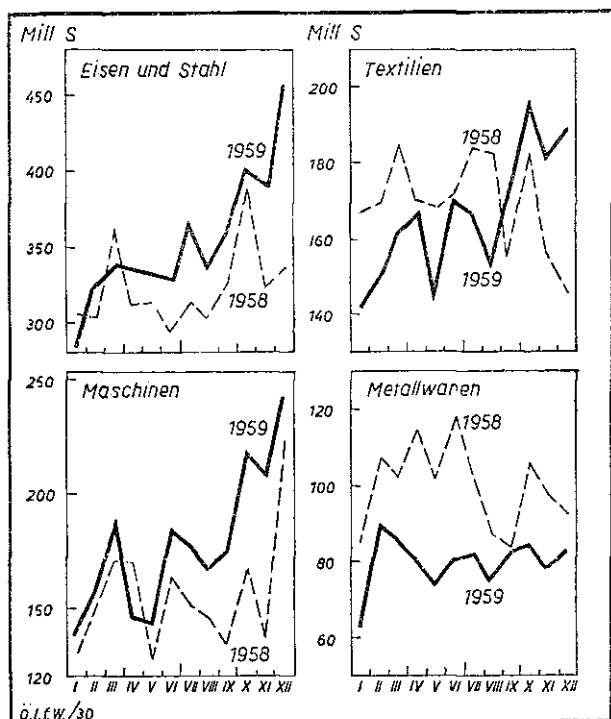 Mill S
Mill S
Eisen und Stahl
450
400
350
300
1959
1958
Textilien
200
180
160
140
1958
1959
Maschinen
250
200
150
120
1959
1958
Metallwaren
120
100
80
60
1958
1959
I II III IV V VI VII VIII IX X XI XII
I II III IV V VI VII VIII IX X XI XII
Ö.I.f.W./30